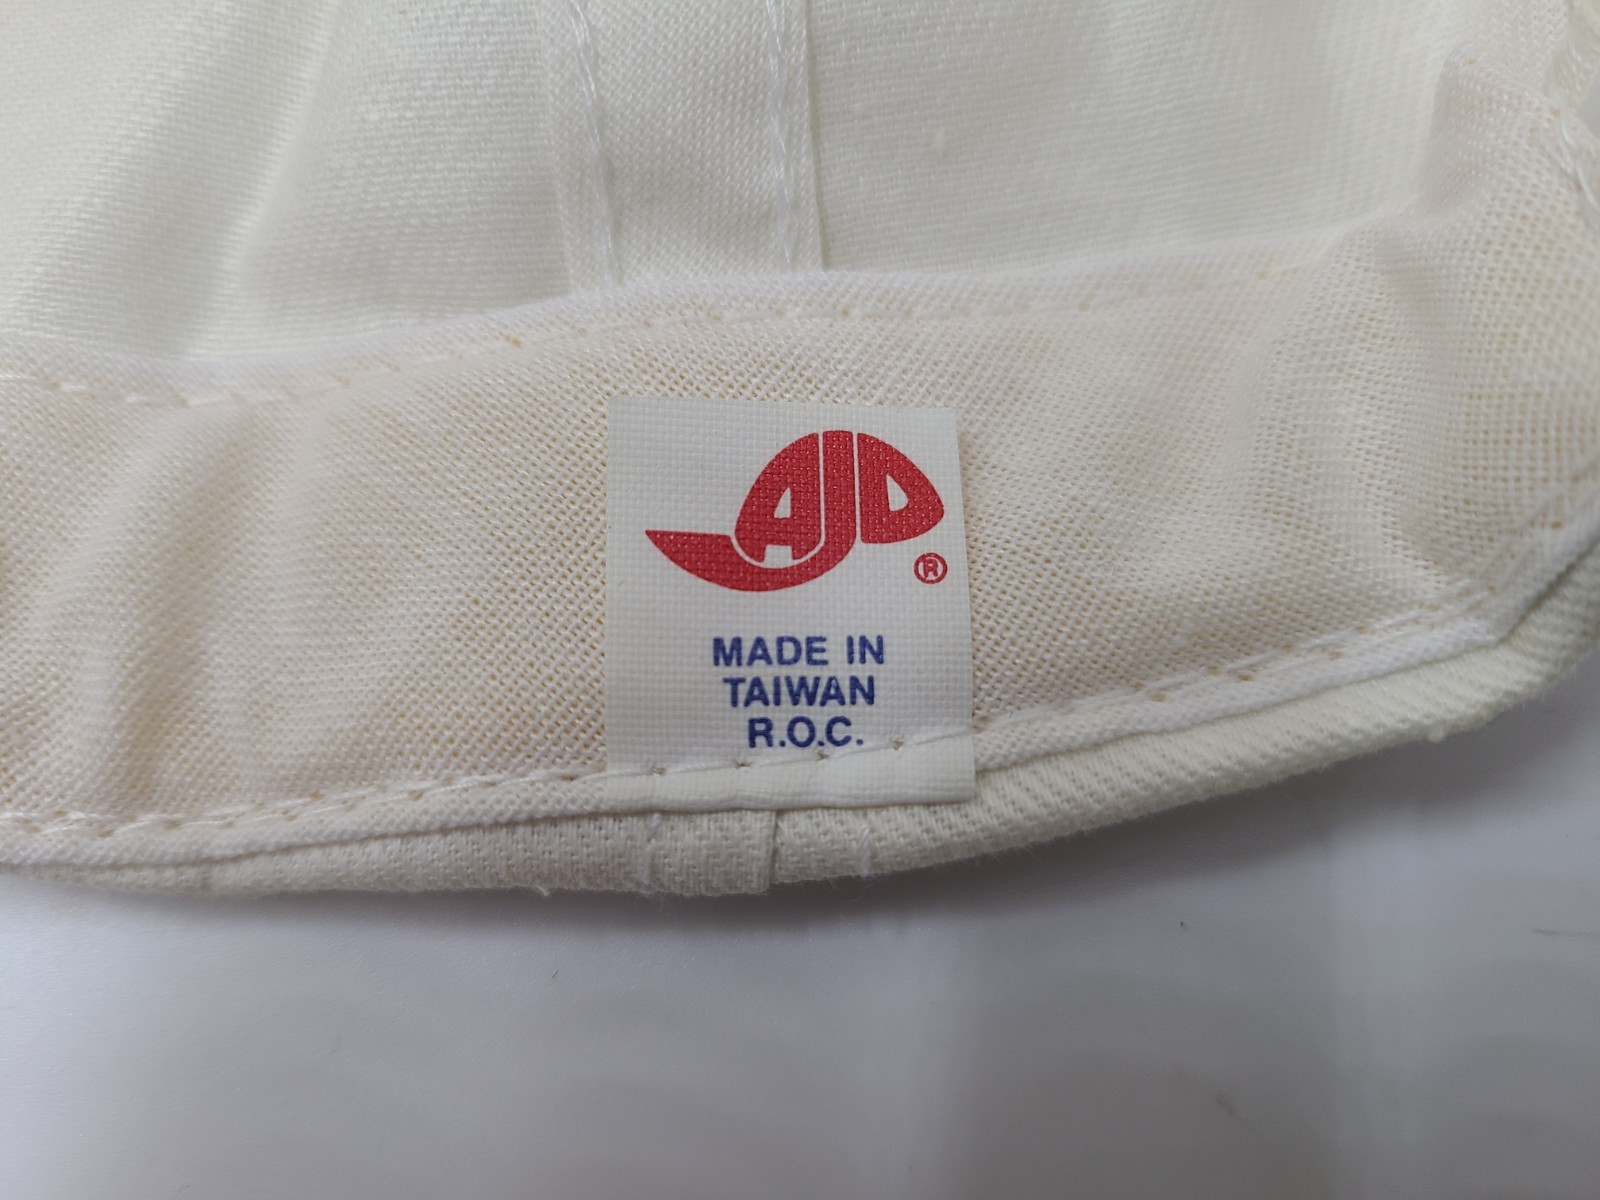 AJD
®
MADE IN
TAIWAN
R.O.C.